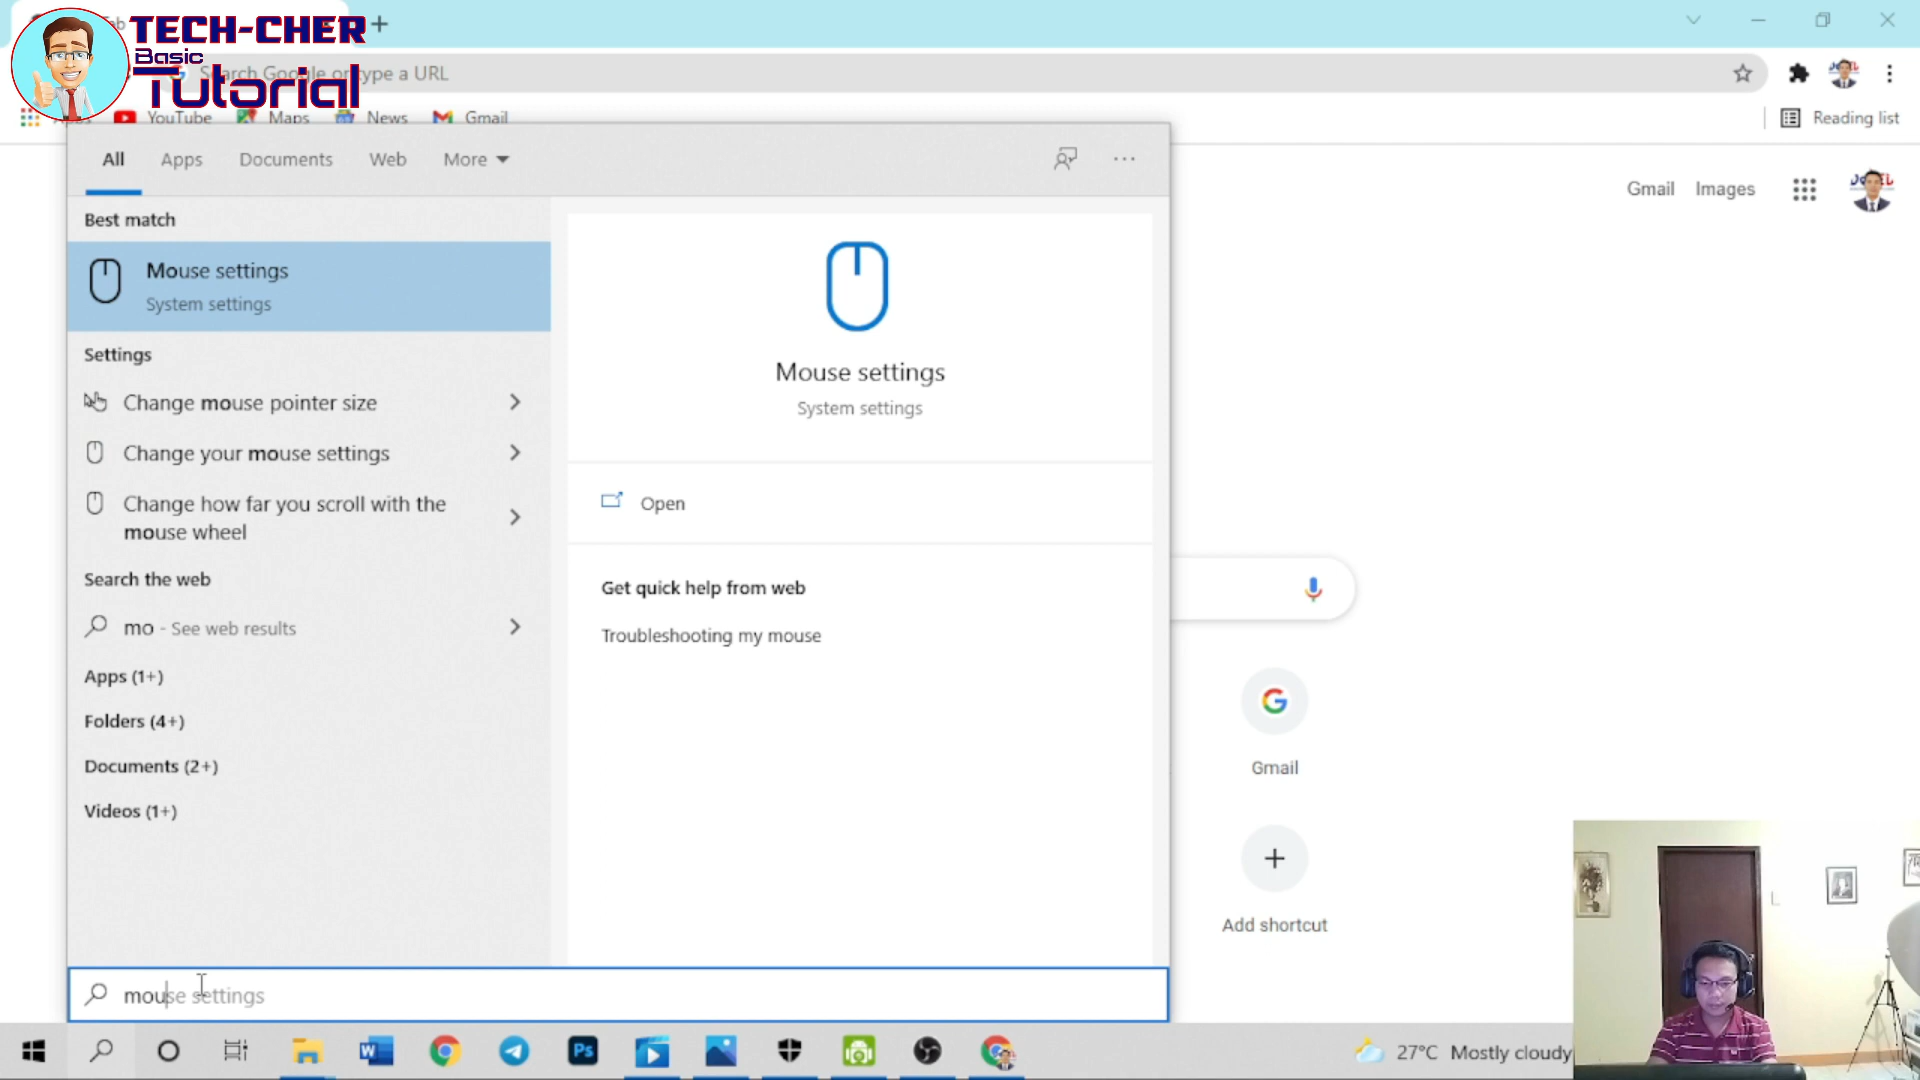 TECH-CHER
Basic
Tutorial
Search Google or type a URL
YouTube
Maps
News
Gmail
Reading list
All
Apps
Documents
Web
More
Gmail
Images
Best match
Mouse settings
System settings
Settings
Change mouse pointer size
Change your mouse settings
Change how far you scroll with the
mouse wheel
Search the web
mo - See web results
Apps (1+)
Folders (4+)
Documents (2+)
Videos (1+)
Mouse settings
System settings
Open
Get quick help from web
Troubleshooting my mouse
Gmail
Add shortcut
mouse settings
Ps
27°C Mostly cloudy